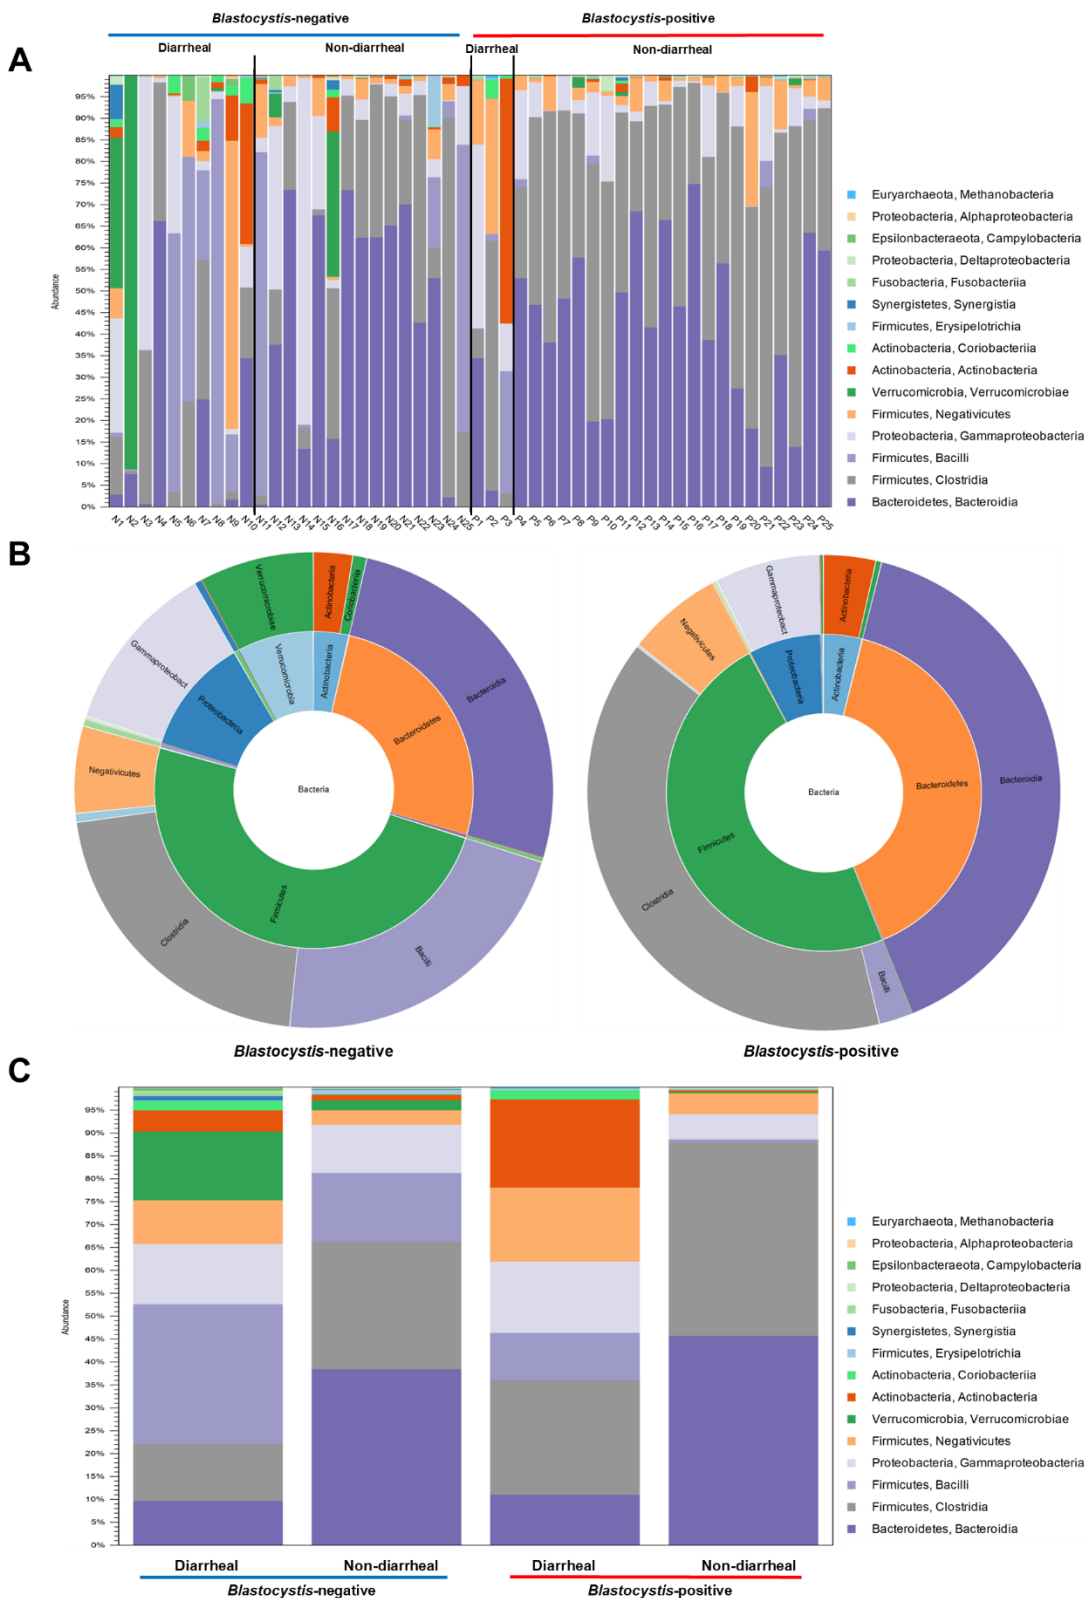 Blastocystis-negative
Blastocystis-positive
A
Diarrheal
Non-diarrheal
Diarrheal
Non-diarrheal
Abundance
95%
90%
85%
80%
75%
70%
65%
60%
55%
50%
45%
40%
35%
30%
25%
20%
15%
10%
5%
0%
N1 N2 N3 N4 N5 N6 N7 N8 N9 N10 N11 N12 N13 N14 N15 N16 N17 N18 N19 N20 N21 N22 N23 N24 N25 P1 P2 P3 P4 P5 P6 P7 P8 P9 P10 P11 P12 P13 P14 P15 P16 P17 P18 P19 P20 P21 P22 P23 P24 P25
Euryarchaeota, Methanobacteria
Proteobacteria, Alphaproteobacteria
Epsilonbacteraeota, Campylobacteria
Proteobacteria, Deltaproteobacteria
Fusobacteria, Fusobacteriia
Synergistetes, Synergistia
Firmicutes, Erysipelotrichia
Actinobacteria, Coriobacteriia
Actinobacteria, Actinobacteria
Verrucomicrobia, Verrucomicrobiae
Firmicutes, Negativicutes
Proteobacteria, Gammaproteobacteria
Firmicutes, Bacilli
Firmicutes, Clostridia
Bacteroidetes, Bacteroidia
B
Verrucomicrobiae
Actinobacteria
Coriobacteria
Gammaproteobact
Verrucomicrobia
Actinobacteria
Proteobacteria
Bacteroidetes
Bacteroidia
Negativicutes
Bacteria
Firmicutes
Clostridia
Bacilli
Blastocystis-negative
Gammaproteobact
Actinobacteria
Negativicutes
Proteobacteria
Actinobacteria
Bacteroidetes
Bacteroidia
Bacteria
Firmicutes
Clostridia
Bacilli
Blastocystis-positive
C
Abundance
95%
90%
85%
80%
75%
70%
65%
60%
55%
50%
45%
40%
35%
30%
25%
20%
15%
10%
5%
0%
Euryarchaeota, Methanobacteria
Proteobacteria, Alphaproteobacteria
Epsilonbacteraeota, Campylobacteria
Proteobacteria, Deltaproteobacteria
Fusobacteria, Fusobacteriia
Synergistetes, Synergistia
Firmicutes, Erysipelotrichia
Actinobacteria, Coriobacteriia
Actinobacteria, Actinobacteria
Verrucomicrobia, Verrucomicrobiae
Firmicutes, Negativicutes
Proteobacteria, Gammaproteobacteria
Firmicutes, Bacilli
Firmicutes, Clostridia
Bacteroidetes, Bacteroidia
Diarrheal
Non-diarrheal
Diarrheal
Non-diarrheal
Blastocystis-negative
Blastocystis-positive